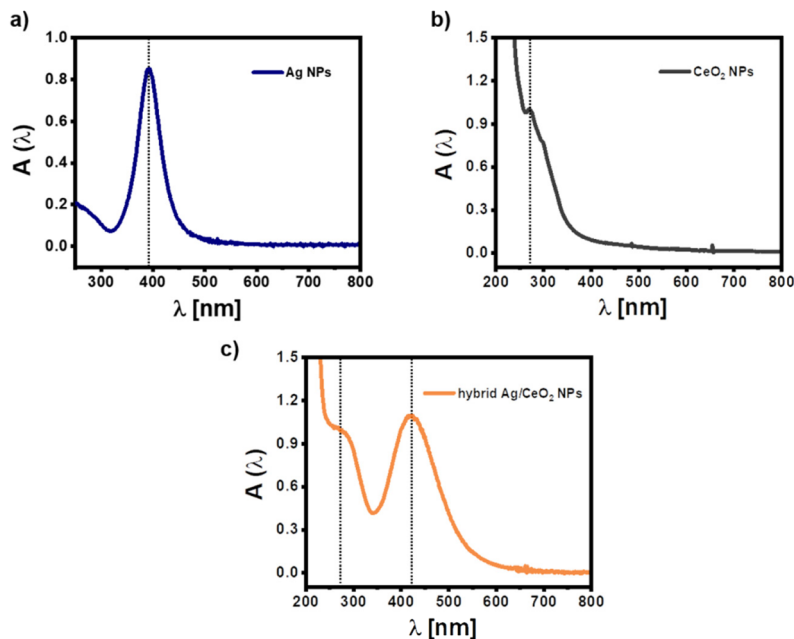 a)
1.0
0.8
0.6
0.4
0.2
0.0
A (λ)
Ag NPs
300 400 500 600 700 800
λ [nm]
b)
1.5
1.2
0.9
0.6
0.3
0.0
A (λ)
CeO₂ NPs
200 300 400 500 600 700 800
λ [nm]
c)
1.5
1.2
0.9
0.6
0.3
0.0
A (λ)
hybrid Ag/CeO₂ NPs
200 300 400 500 600 700 800
λ [nm]